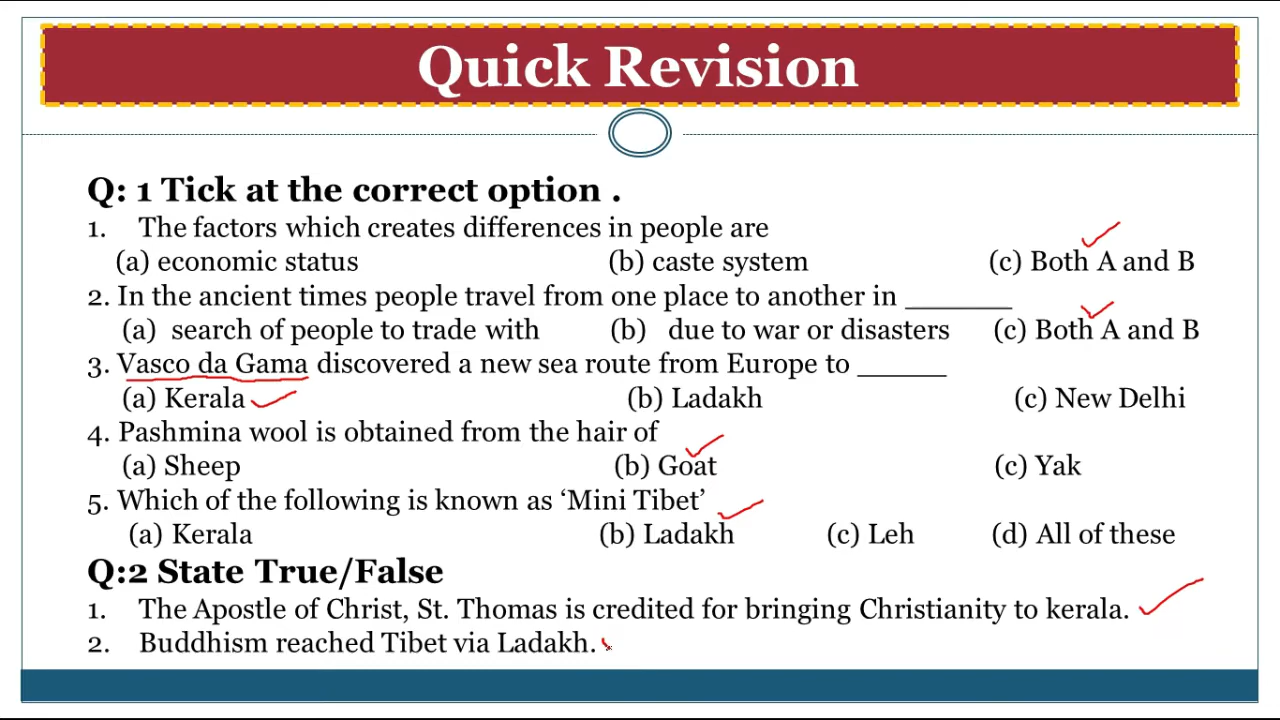 Quick Revision
Q: 1 Tick at the correct option .
1. The factors which creates differences in people are
(a) economic status (b) caste system (c) Both A and B
2. In the ancient times people travel from one place to another in _______
(a) search of people to trade with (b) due to war or disasters (c) Both A and B
3. Vasco da Gama discovered a new sea route from Europe to ______
(a) Kerala (b) Ladakh (c) New Delhi
4. Pashmina wool is obtained from the hair of
(a) Sheep (b) Goat (c) Yak
5. Which of the following is known as ‘Mini Tibet’
(a) Kerala (b) Ladakh (c) Leh (d) All of these
Q:2 State True/False
1. The Apostle of Christ, St. Thomas is credited for bringing Christianity to kerala.
2. Buddhism reached Tibet via Ladakh.